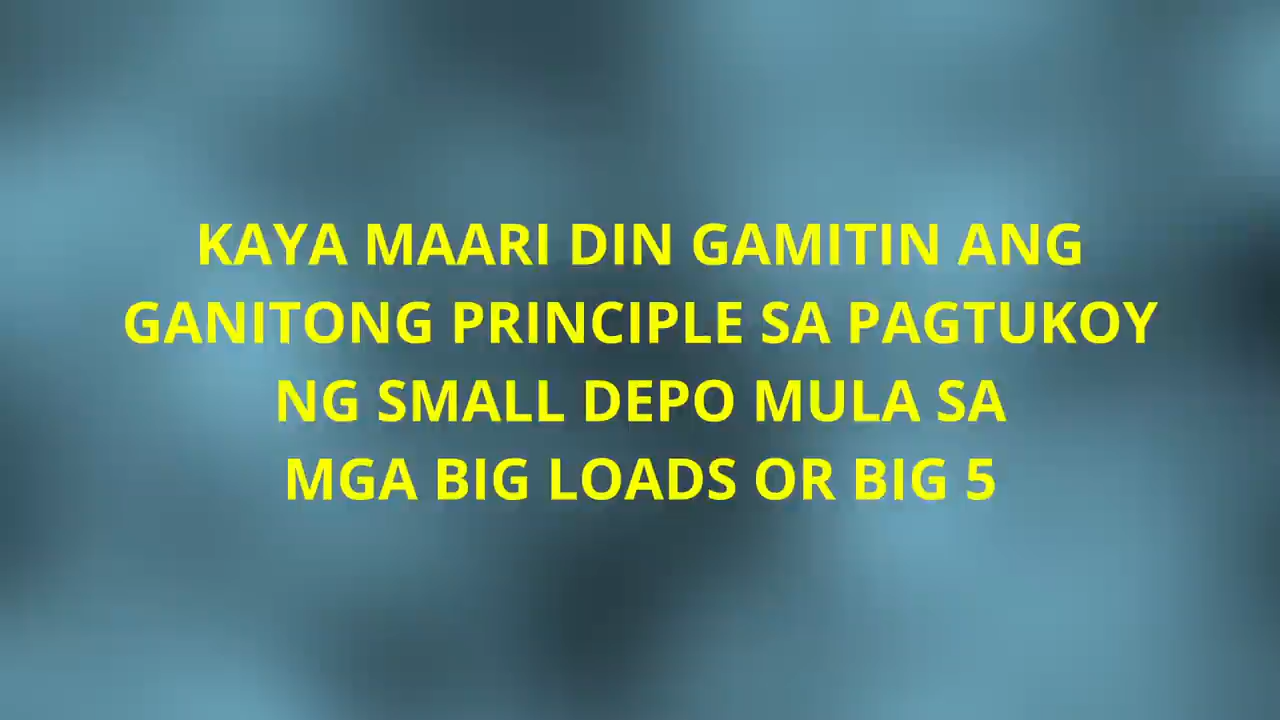 KAYA MAARI DIN GAMITIN ANG
GANITONG PRINCIPLE SA PAGTUKOY
NG SMALL DEPO MULA SA
MGA BIG LOADS OR BIG 5